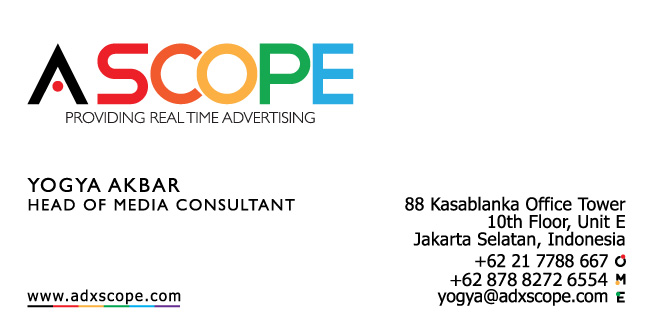 ASCOPE
PROVIDING REAL TIME ADVERTISING
YOGYA AKBAR
HEAD OF MEDIA CONSULTANT
www.adxscope.com
88 Kasablanka Office Tower
10th Floor, Unit E
Jakarta Selatan, Indonesia
+62 21 7788 667 O
+62 878 8272 6554 M
yogya@adxscope.com E